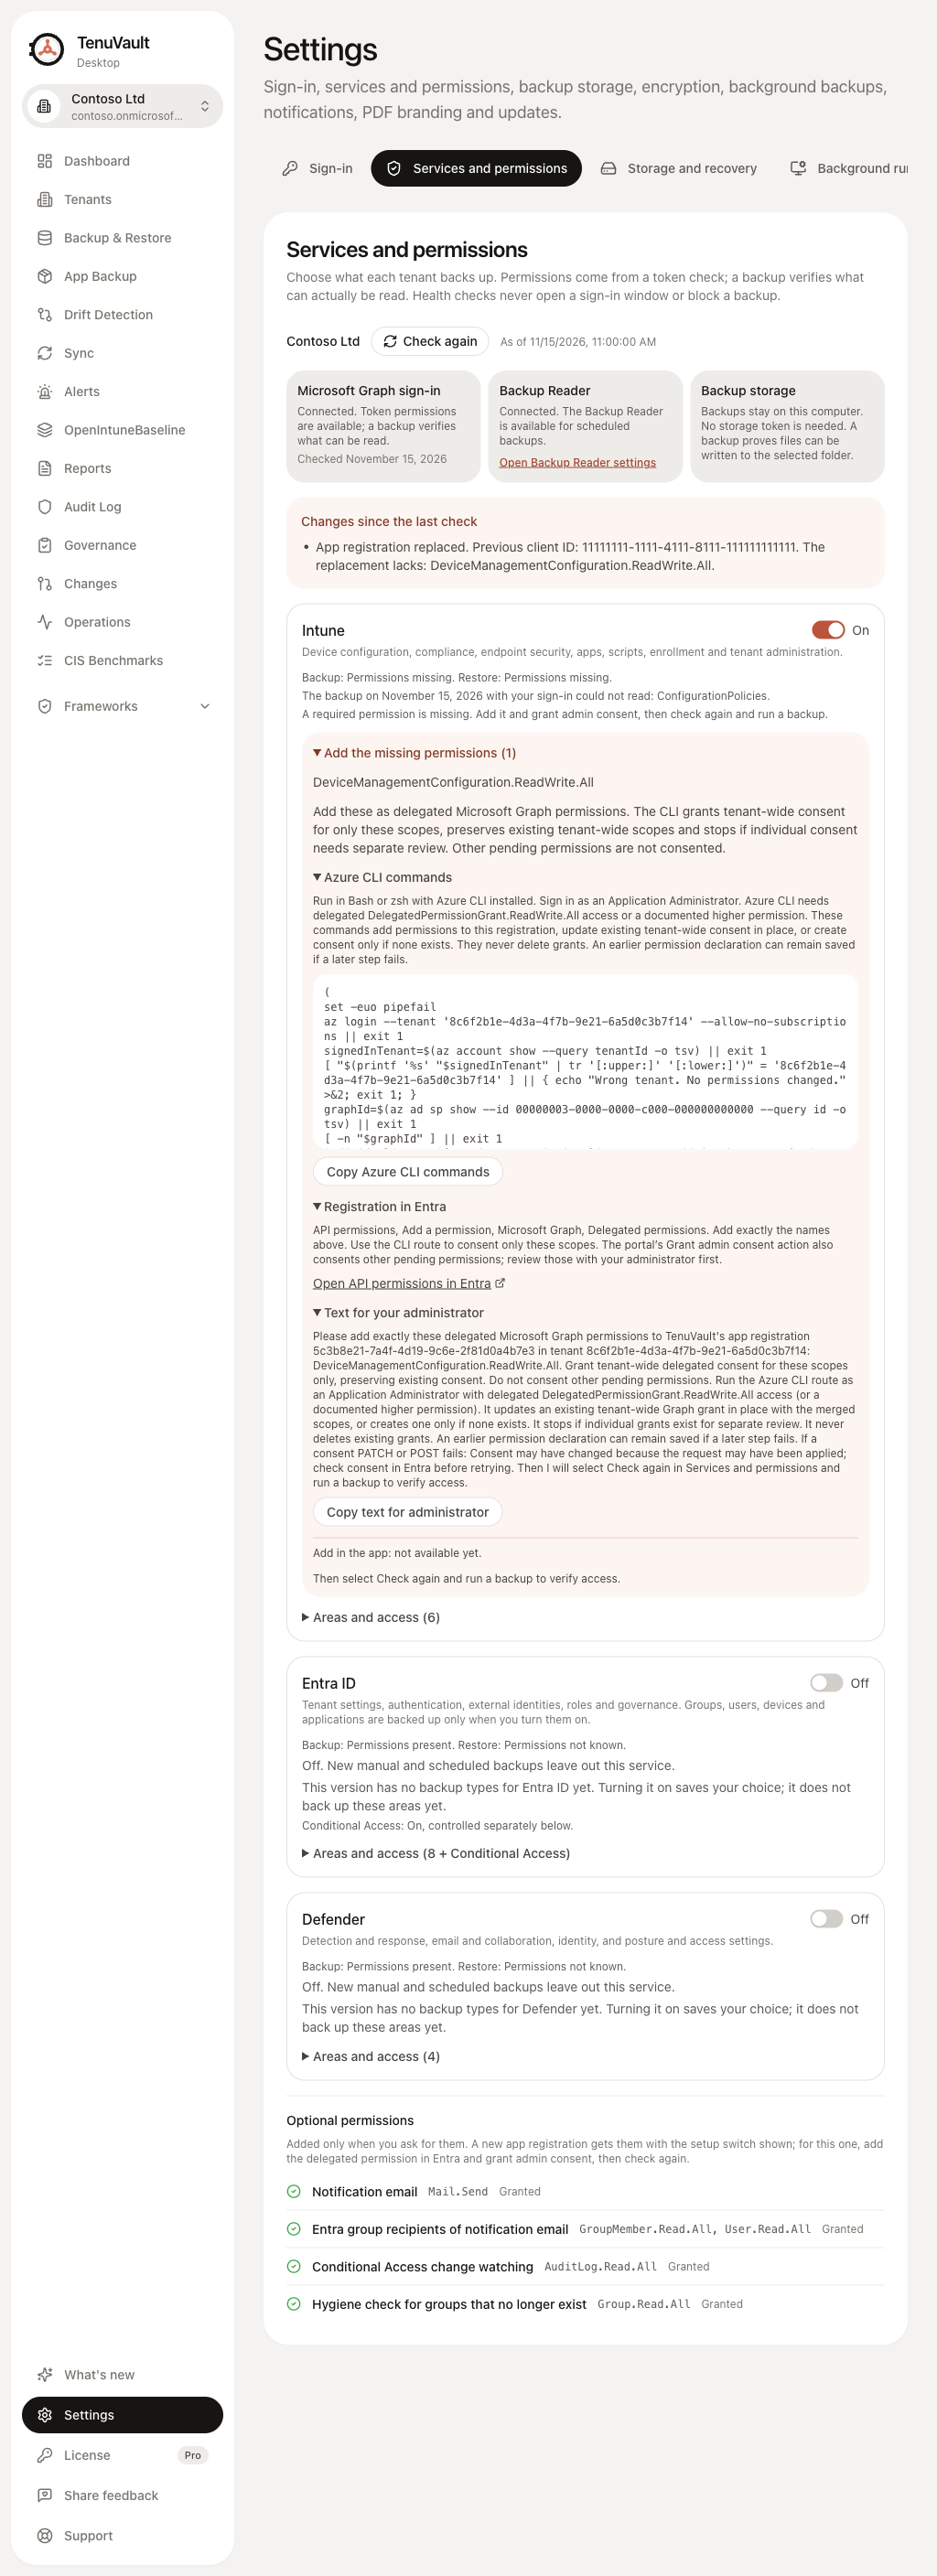 TenuVault
Desktop
Contoso Ltd
contoso.onmicrosof...
Dashboard
Tenants
Backup & Restore
App Backup
Drift Detection
Sync
Alerts
OpenIntuneBaseline
Reports
Audit Log
Governance
Changes
Operations
CIS Benchmarks
Frameworks
What's new
Settings
License
Pro
Share feedback
Support
Settings
Sign-in, services and permissions, backup storage, encryption, background backups,
notifications, PDF branding and updates.
Sign-in
Services and permissions
Storage and recovery
Background ru
Services and permissions
Choose what each tenant backs up. Permissions come from a token check; a backup verifies what
can actually be read. Health checks never open a sign-in window or block a backup.
Contoso Ltd
Check again
As of 11/15/2026, 11:00:00 AM
Microsoft Graph sign-in
Connected. Token permissions
are available; a backup verifies
what can be read.
Checked November 15, 2026
Backup Reader
Connected. The Backup Reader
is available for scheduled
backups.
Open Backup Reader settings
Backup storage
Backups stay on this computer.
No storage token is needed. A
backup proves files can be
written to the selected folder.
Changes since the last check
• App registration replaced. Previous client ID: 11111111-1111-4111-8111-111111111111. The
replacement lacks: DeviceManagementConfiguration.ReadWrite.All.
Intune
On
Device configuration, compliance, endpoint security, apps, scripts, enrollment and tenant administration.
Backup: Permissions missing. Restore: Permissions missing.
The backup on November 15, 2026 with your sign-in could not read: ConfigurationPolicies.
A required permission is missing. Add it and grant admin consent, then check again and run a backup.
Add the missing permissions (1)
DeviceManagementConfiguration.ReadWrite.All
Add these as delegated Microsoft Graph permissions. The CLI grants tenant-wide consent
for only these scopes, preserves existing tenant-wide scopes and stops if individual consent
needs separate review. Other pending permissions are not consented.
Azure CLI commands
Run in Bash or zsh with Azure CLI installed. Sign in as an Application Administrator. Azure CLI needs
delegated DelegatedPermissionGrant.ReadWrite.All access or a documented higher permission. These
commands add permissions to this registration, update existing tenant-wide consent in place, or create
consent only if none exists. They never delete grants. An earlier permission declaration can remain saved
if a later step fails.
(
set -euo pipefail
az login --tenant '8c6f2b1e-4d3a-4f7b-9e21-6a5d0c3b7f14' --allow-no-subscriptio
ns || exit 1
signedInTenant=$(az account show --query tenantId -o tsv) || exit 1
[ "$(printf '%s' "$signedInTenant" | tr '[:upper:]' '[:lower:]')" = '8c6f2b1e-4
d3a-4f7b-9e21-6a5d0c3b7f14' ] || { echo "Wrong tenant. No permissions changed."
>&2; exit 1; }
graphId=$(az ad sp show --id 00000003-0000-0000-c000-000000000000 --query id -o
tsv) || exit 1
[ -n "$graphId" ] || exit 1
Copy Azure CLI commands
Registration in Entra
API permissions, Add a permission, Microsoft Graph, Delegated permissions. Add exactly the names
above. Use the CLI route to consent only these scopes. The portal's Grant admin consent action also
consents other pending permissions; review those with your administrator first.
Open API permissions in Entra
Text for your administrator
Please add exactly these delegated Microsoft Graph permissions to TenuVault's app registration
5c3b8e21-7a4f-4d19-9c6e-2f81d0a4b7e3 in tenant 8c6f2b1e-4d3a-4f7b-9e21-6a5d0c3b7f14:
DeviceManagementConfiguration.ReadWrite.All. Grant tenant-wide delegated consent for these scopes
only, preserving existing consent. Do not consent other pending permissions. Run the Azure CLI route as
an Application Administrator with delegated DelegatedPermissionGrant.ReadWrite.All access (or a
documented higher permission). It updates an existing tenant-wide Graph grant in place with the merged
scopes, or creates one only if none exists. It stops if individual grants exist for separate review. It never
deletes existing grants. An earlier permission declaration can remain saved if a later step fails. If a
consent PATCH or POST fails: Consent may have changed because the request may have been applied;
check consent in Entra before retrying. Then I will select Check again in Services and permissions and
run a backup to verify access.
Copy text for administrator
Add in the app: not available yet.
Then select Check again and run a backup to verify access.
Areas and access (6)
Entra ID
Off
Tenant settings, authentication, external identities, roles and governance. Groups, users, devices and
applications are backed up only when you turn them on.
Backup: Permissions present. Restore: Permissions not known.
Off. New manual and scheduled backups leave out this service.
This version has no backup types for Entra ID yet. Turning it on saves your choice; it does not
back up these areas yet.
Conditional Access: On, controlled separately below.
Areas and access (8 + Conditional Access)
Defender
Off
Detection and response, email and collaboration, identity, and posture and access settings.
Backup: Permissions present. Restore: Permissions not known.
Off. New manual and scheduled backups leave out this service.
This version has no backup types for Defender yet. Turning it on saves your choice; it does not
back up these areas yet.
Areas and access (4)
Optional permissions
Added only when you ask for them. A new app registration gets them with the setup switch shown; for this one, add
the delegated permission in Entra and grant admin consent, then check again.
Notification email Mail.Send Granted
Entra group recipients of notification email GroupMember.Read.All, User.Read.All Granted
Conditional Access change watching AuditLog.Read.All Granted
Hygiene check for groups that no longer exist Group.Read.All Granted